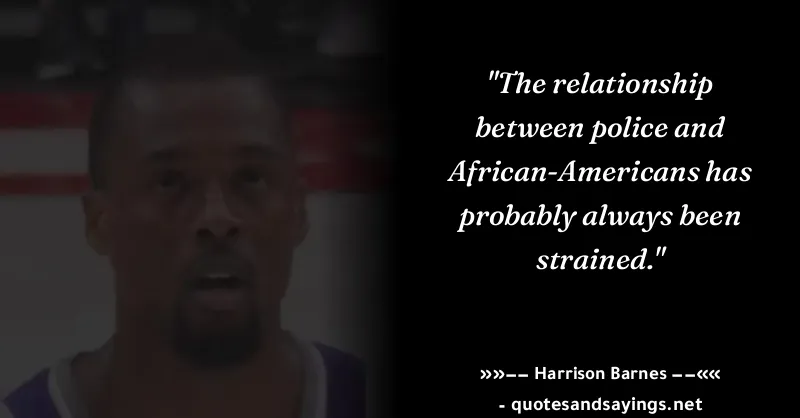 "The relationship
between police and
African-Americans has
probably always been
strained."
»»–– Harrison Barnes ––««
- quotesandsayings.net